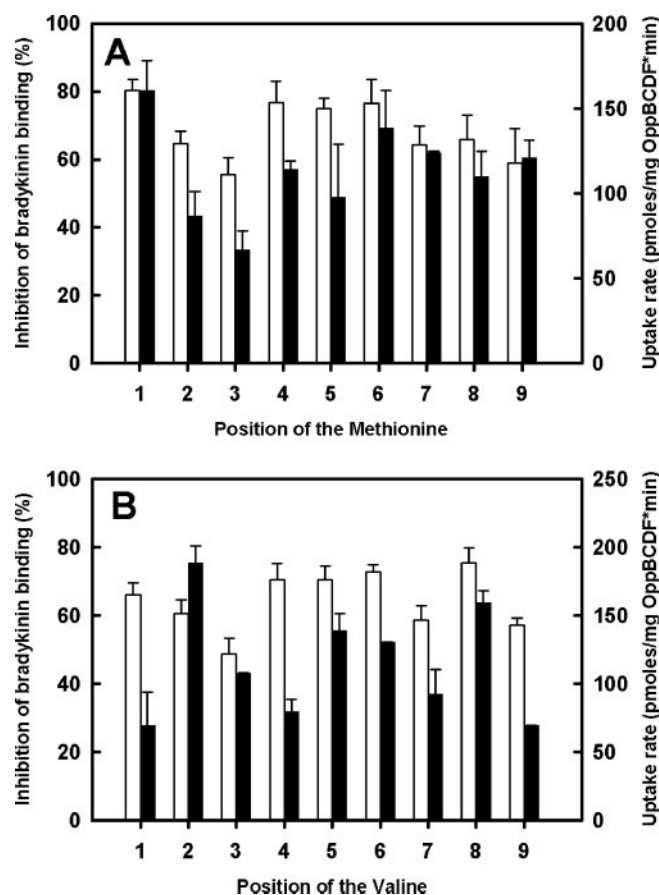 A
Inhibition of bradykinin binding (%)
100
80
60
40
20
0
200
150
100
50
0
Uptake rate (pmoles/mg OppBCDF*min)
1 2 3 4 5 6 7 8 9
Position of the Methionine
B
Inhibition of bradykinin binding (%)
100
80
60
40
20
0
250
200
150
100
50
0
Uptake rate (pmoles/mg OppBCDF*min)
1 2 3 4 5 6 7 8 9
Position of the Valine